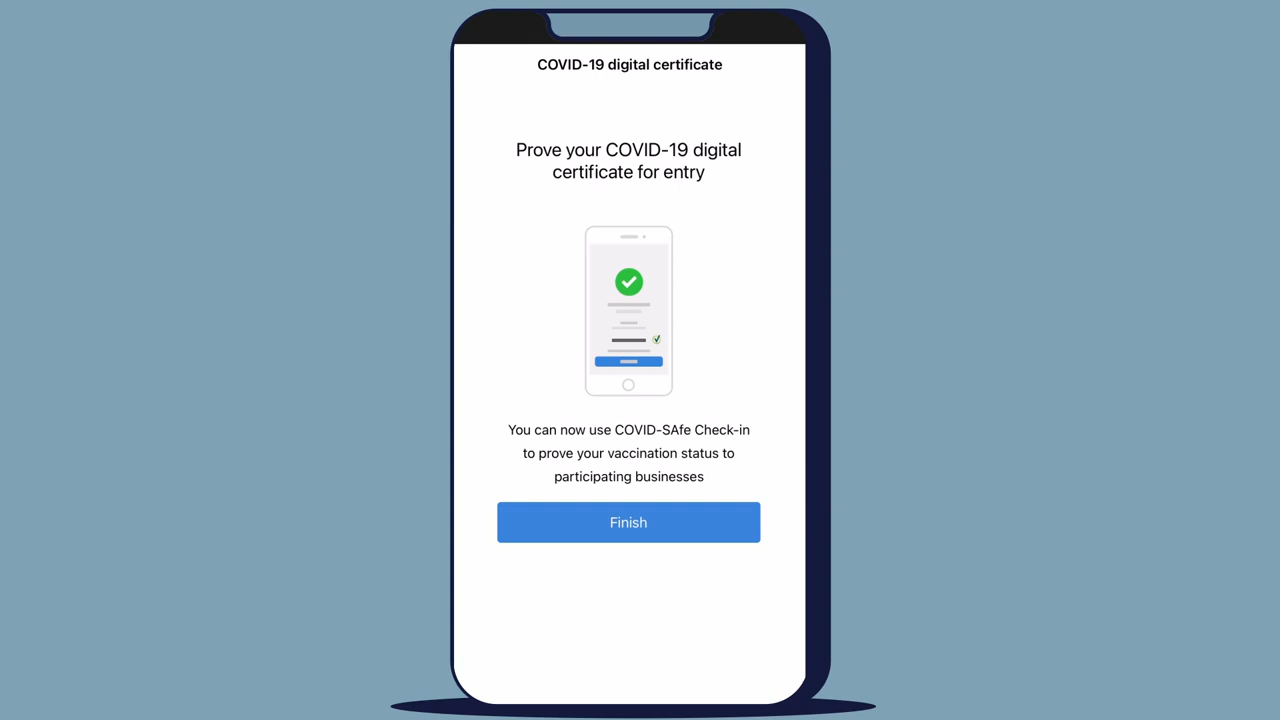 COVID-19 digital certificate
Prove your COVID-19 digital
certificate for entry
You can now use COVID-SAfe Check-in
to prove your vaccination status to
participating businesses
Finish